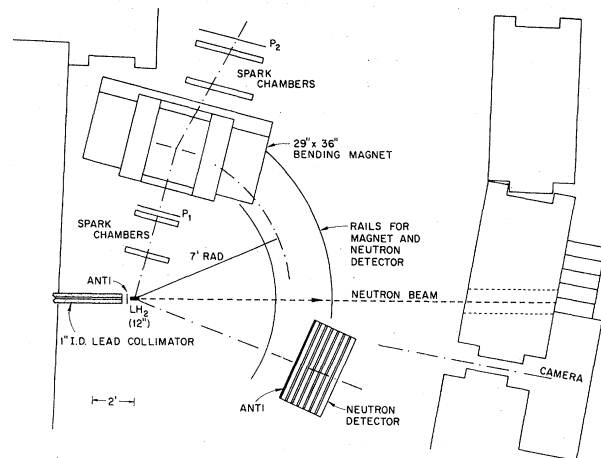 P2
SPARK
CHAMBERS
29" x 36"
BENDING MAGNET
P1
SPARK
CHAMBERS
RAILS FOR
MAGNET AND
NEUTRON
DETECTOR
7' RAD
ANTI
NEUTRON BEAM
LH2
(12")
1" I.D. LEAD COLLIMATOR
CAMERA
2'
ANTI
NEUTRON
DETECTOR